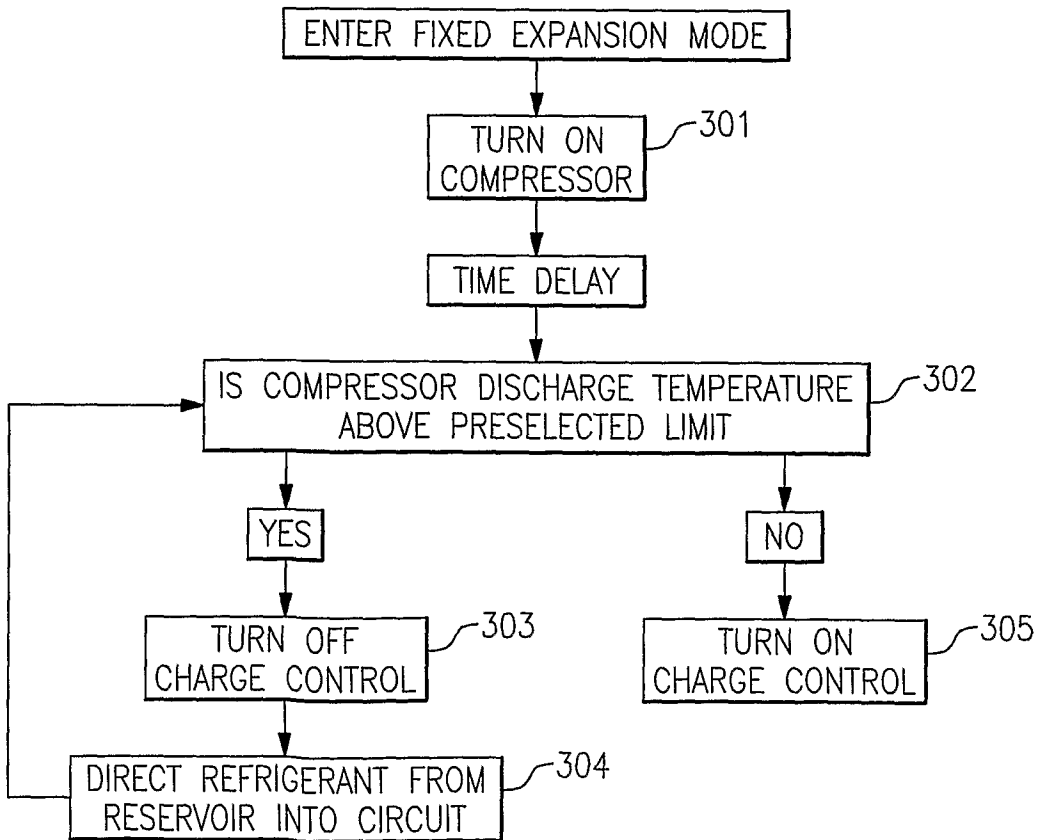 ENTER FIXED EXPANSION MODE
301
TURN ON
COMPRESSOR
TIME DELAY
IS COMPRESSOR DISCHARGE TEMPERATURE
ABOVE PRESELECTED LIMIT
302
YES
NO
TURN OFF
CHARGE CONTROL
303
TURN ON
CHARGE CONTROL
305
DIRECT REFRIGERANT FROM
RESERVOIR INTO CIRCUIT
304